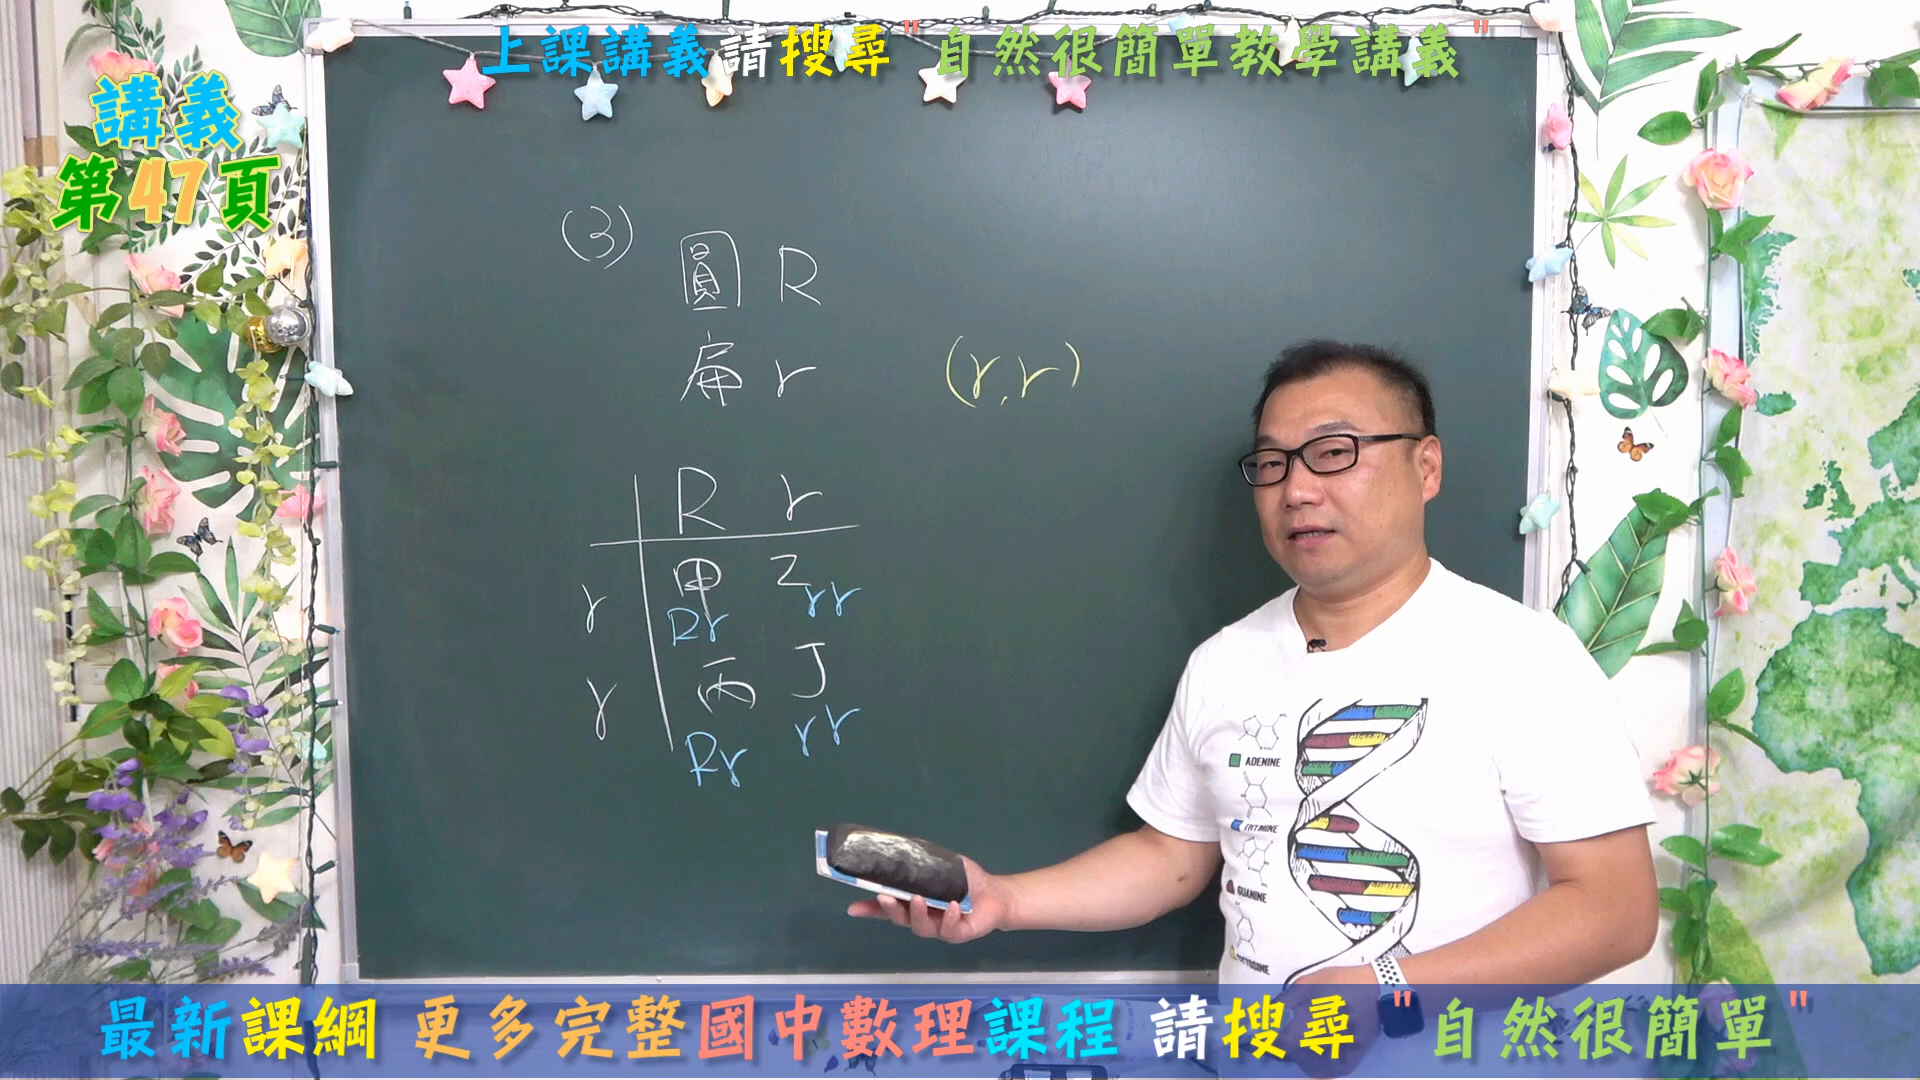 上課講義請搜尋"自然很簡單教學講義"
講義
第47頁
(3)
圓 R
扁 r
(r,r)
R r
r 甲 乙
Rr rr
r 丙 丁
Rr rr
ADENINE
THYMINE
GUANINE
CYTOSINE
最新課綱 更多完整國中數理課程 請搜尋"自然很簡單"